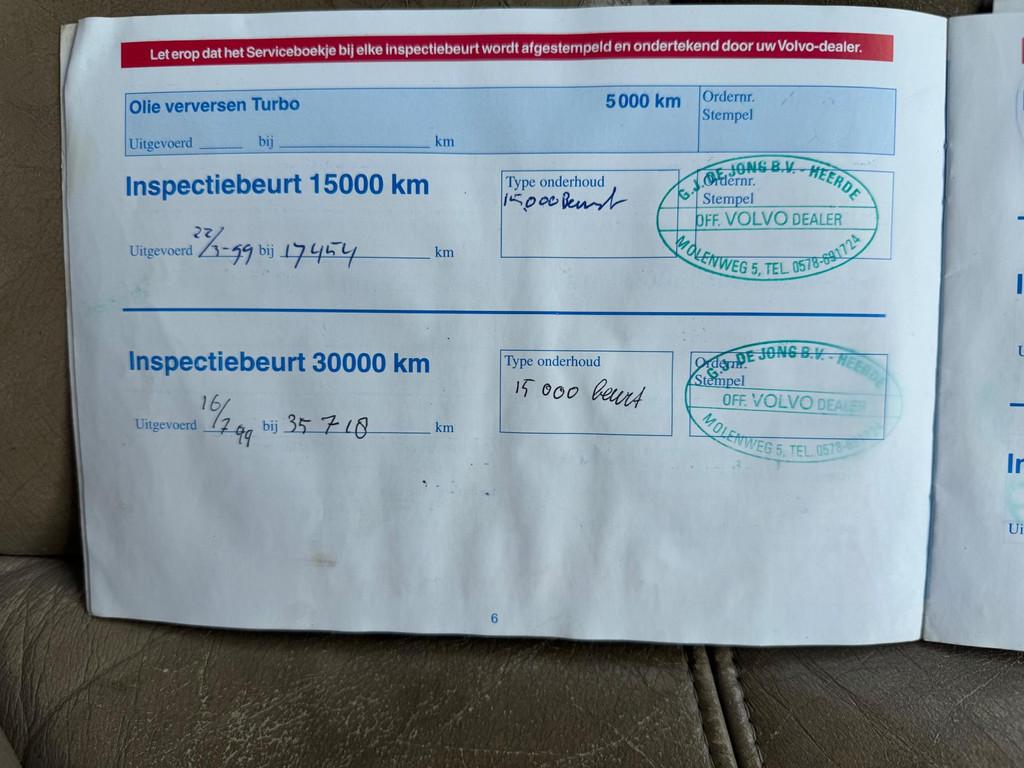 Let erop dat het Serviceboekje bij elke inspectiebeurt wordt afgestempeld en ondertekend door uw Volvo-dealer.
Olie verversen Turbo 5000 km Ordernr.
Stempel
Uitgevoerd ____ bij ____ km
Inspectiebeurt 15000 km
Type onderhoud
15,000 Beurt
Ordernr.
Stempel
G.J. DE JONG B.V. - HEERDE
OFF. VOLVO DEALER
MOLENWEG 5, TEL. 0578-691724
Uitgevoerd 22/3-99 bij 17454 km
Inspectiebeurt 30000 km
Type onderhoud
15 000 beurt
Ordernr.
Stempel
G.J. DE JONG B.V. - HEERDE
OFF. VOLVO DEALER
MOLENWEG 5, TEL. 0578-
Uitgevoerd 16/7 99 bij 35 718 km
6